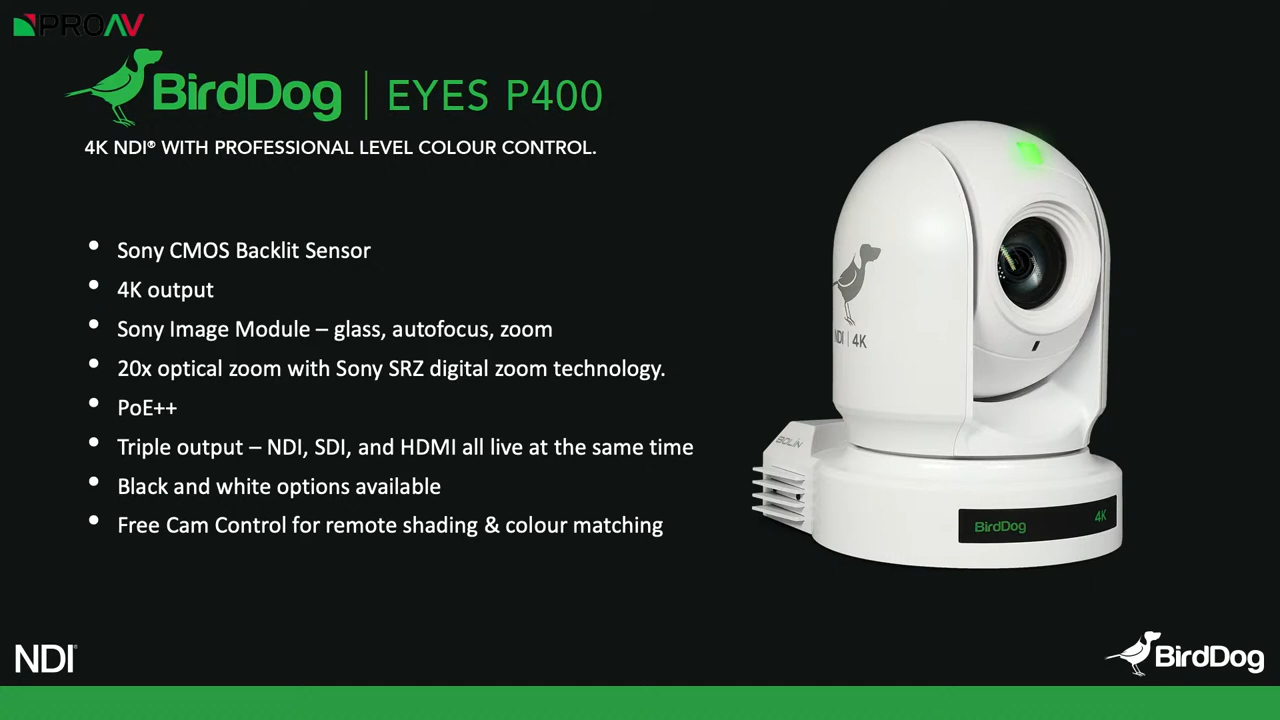 PROAV
BirdDog | EYES P400
4K NDI® WITH PROFESSIONAL LEVEL COLOUR CONTROL.
• Sony CMOS Backlit Sensor
• 4K output
• Sony Image Module – glass, autofocus, zoom
• 20x optical zoom with Sony SRZ digital zoom technology.
• PoE++
• Triple output – NDI, SDI, and HDMI all live at the same time
• Black and white options available
• Free Cam Control for remote shading & colour matching
NDI | 4K
BOLIN
BirdDog 4K
NDI®
BirdDog